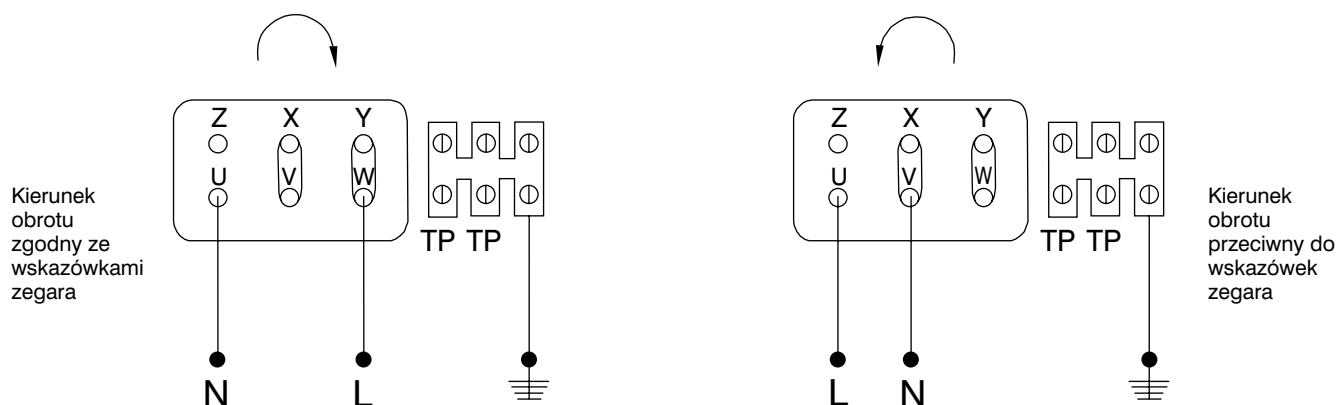 Kierunek
obrotu
zgodny ze
wskazówkami
zegara
Z X Y
U V W
TP TP
N L
Z X Y
U V W
TP TP
L N
Kierunek
obrotu
przeciwny do
wskazówek
zegara